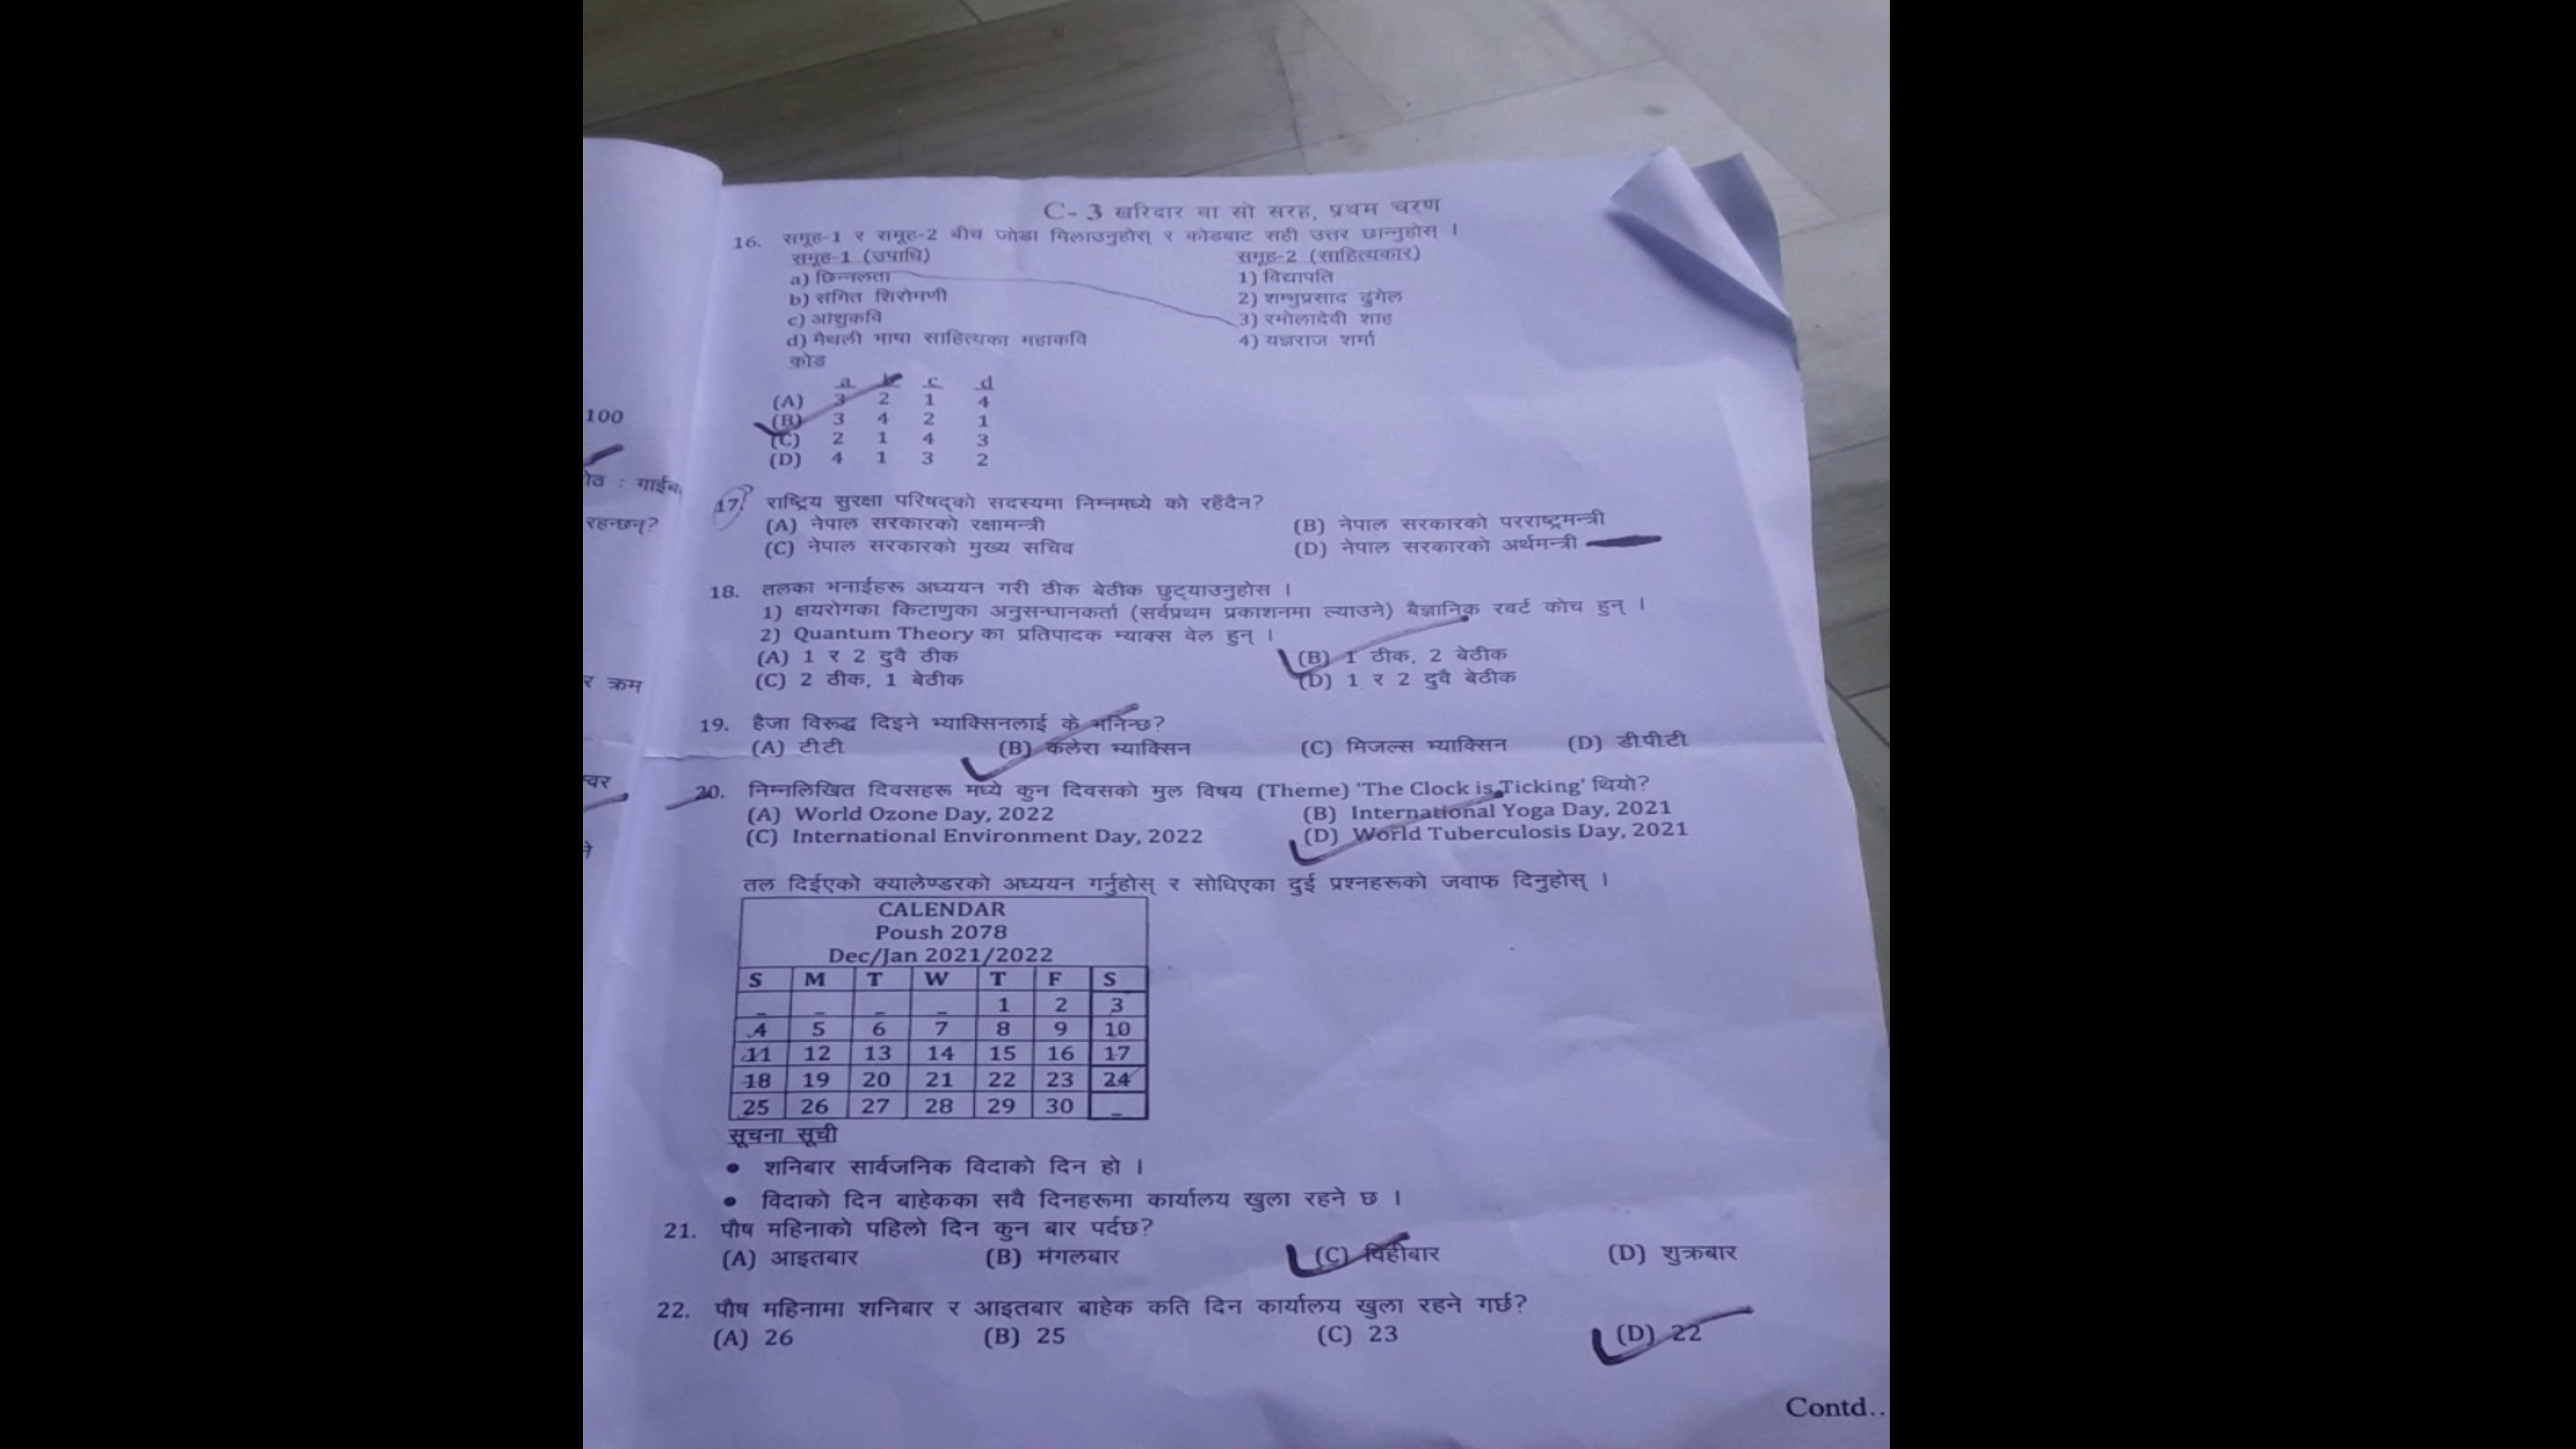 C- 3 खरिदार वा सो सरह, प्रथम चरण
16. समूह-1 र समूह-2 बीच जोडा मिलाउनुहोस् र कोडबाट सही उत्तर छान्नुहोस् ।
समूह-1 (उपाधि) समूह-2 (साहित्यकार)
a) छिन्नलता 1) विद्यापति
b) संगित शिरोमणी 2) शम्भुप्रसाद ढुंगेल
c) आशुकवि 3) रमोलादेवी शाह
d) मैथली भाषा साहित्यका महाकवि 4) यज्ञराज शर्मा
कोड
a b c d
(A) 3 2 1 4
(B) 3 4 2 1
(C) 2 1 4 3
(D) 4 1 3 2
17. राष्ट्रिय सुरक्षा परिषद्को सदस्यमा निम्नमध्ये को रहँदैन?
(A) नेपाल सरकारको रक्षामन्त्री (B) नेपाल सरकारको परराष्ट्रमन्त्री
(C) नेपाल सरकारको मुख्य सचिव (D) नेपाल सरकारको अर्थमन्त्री
18. तलका भनाईहरू अध्ययन गरी ठीक बेठीक छुट्याउनुहोस ।
1) क्षयरोगका किटाणुका अनुसन्धानकर्ता (सर्वप्रथम प्रकाशनमा ल्याउने) बैज्ञानिक रवर्ट कोच हुन् ।
2) Quantum Theory का प्रतिपादक म्याक्स वेल हुन् ।
(A) 1 र 2 दुवै ठीक (B) 1 ठीक, 2 बेठीक
(C) 2 ठीक, 1 बेठीक (D) 1 र 2 दुवै बेठीक
19. हैजा विरूद्ध दिइने भ्याक्सिनलाई के भनिन्छ?
(A) टी.टी (B) कलेरा भ्याक्सिन (C) मिजल्स भ्याक्सिन (D) डी.पी.टी
20. निम्नलिखित दिवसहरू मध्ये कुन दिवसको मुल विषय (Theme) 'The Clock is Ticking' थियो?
(A) World Ozone Day, 2022 (B) International Yoga Day, 2021
(C) International Environment Day, 2022 (D) World Tuberculosis Day, 2021
तल दिईएको क्यालेण्डरको अध्ययन गर्नुहोस् र सोधिएका दुई प्रश्नहरूको जवाफ दिनुहोस् ।
CALENDAR
Poush 2078
Dec/Jan 2021/2022
S M T W T F S
_ _ _ _ 1 2 3
4 5 6 7 8 9 10
11 12 13 14 15 16 17
18 19 20 21 22 23 24
25 26 27 28 29 30 _
सूचना सूची
• शनिबार सार्वजनिक विदाको दिन हो ।
• विदाको दिन बाहेकका सवै दिनहरूमा कार्यालय खुला रहने छ ।
21. पौष महिनाको पहिलो दिन कुन बार पर्दछ?
(A) आइतबार (B) मंगलबार (C) विहीबार (D) शुक्रबार
22. पौष महिनामा शनिबार र आइतबार बाहेक कति दिन कार्यालय खुला रहने गर्छ?
(A) 26 (B) 25 (C) 23 (D) 22
Contd..
100
रहन्छन्?
र क्रम